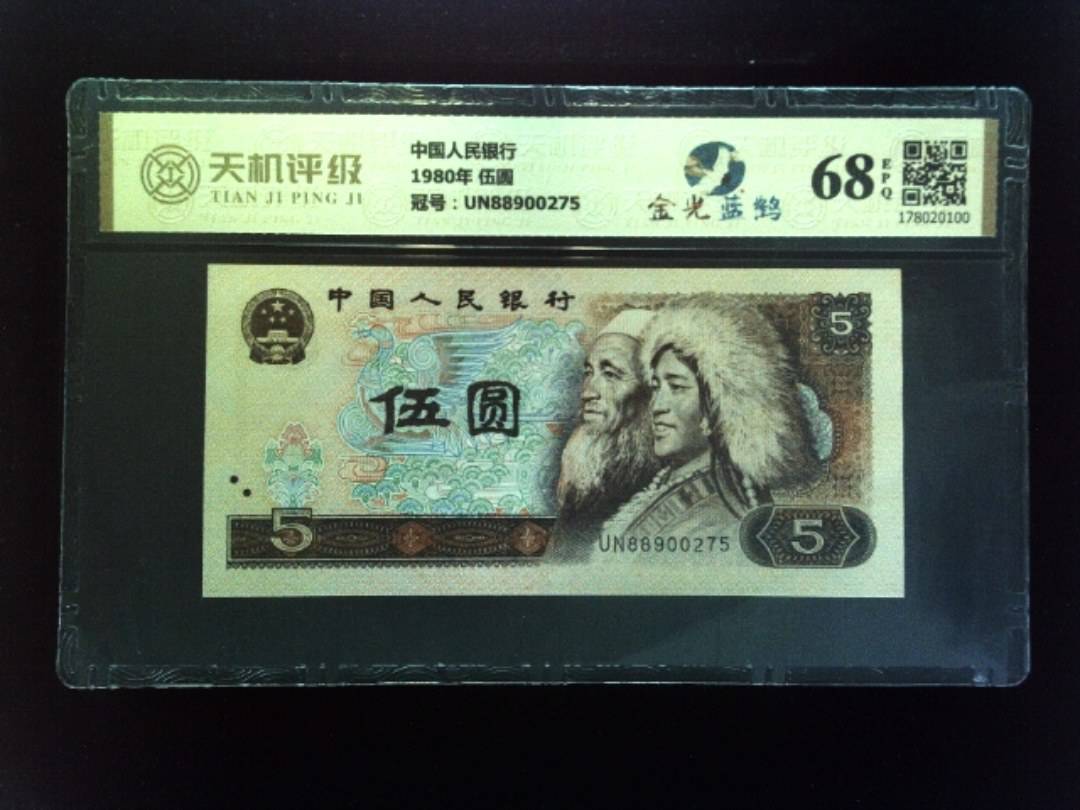 天机评级
TIAN JI PING JI
中国人民银行
1980年 伍圆
冠号：UN88900275
金光蓝鹤
68
EPQ
178020100
中国人民银行
5
伍圆
5
UN88900275
5